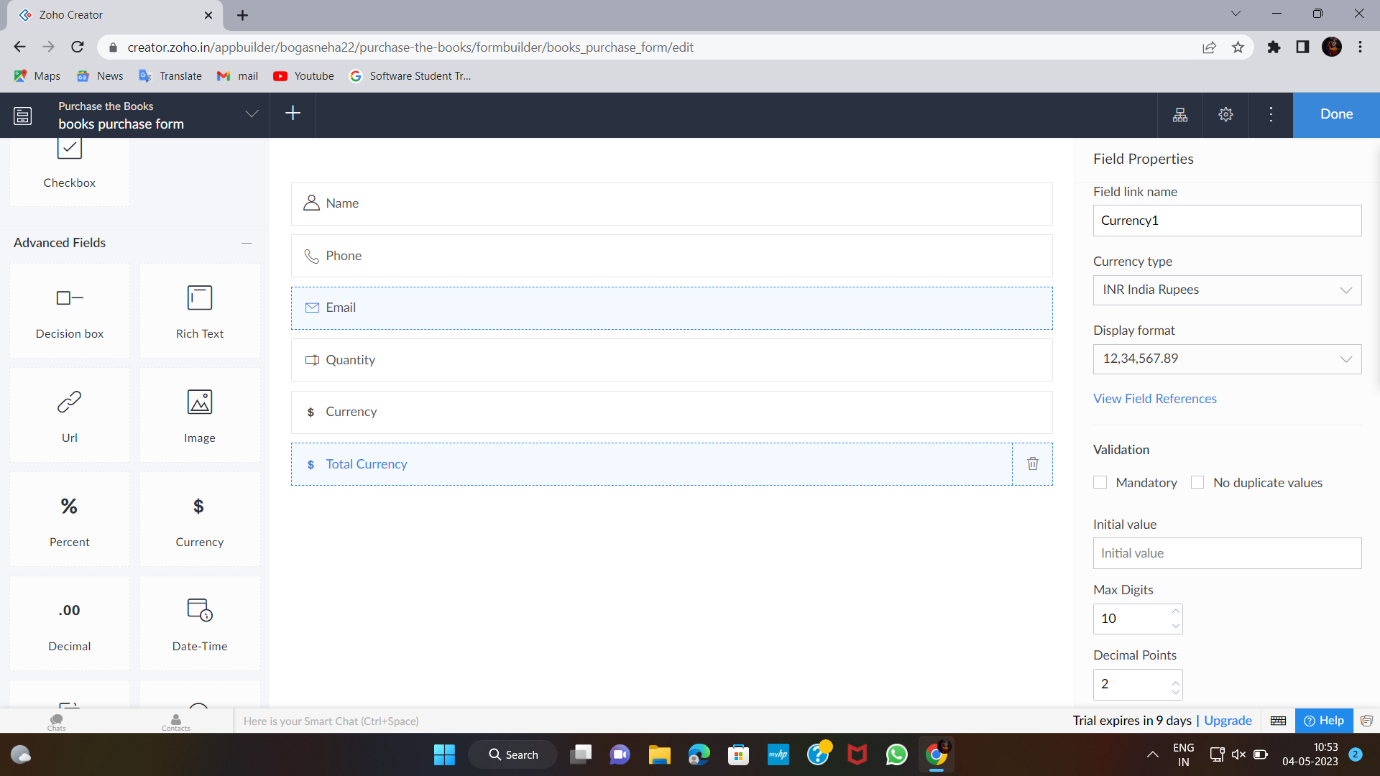 Zoho Creator
creator.zoho.in/appbuilder/bogasneha22/purchase-the-books/formbuilder/books_purchase_form/edit
Maps
News
Translate
mail
Youtube
Software Student Tr...
Purchase the Books
books purchase form
Done
Checkbox
Advanced Fields
Decision box
Rich Text
Url
Image
%
$
Percent
Currency
.00
Decimal
Date-Time
Name
Phone
Email
Quantity
$ Currency
$ Total Currency
Field Properties
Field link name
Currency1
Currency type
INR India Rupees
Display format
12,34,567.89
View Field References
Validation
Mandatory
No duplicate values
Initial value
Initial value
Max Digits
10
Decimal Points
2
Chats
Contacts
Here is your Smart Chat (Ctrl+Space)
Trial expires in 9 days | Upgrade
? Help
Search
myhp
ENG
IN
10:53
04-05-2023
2